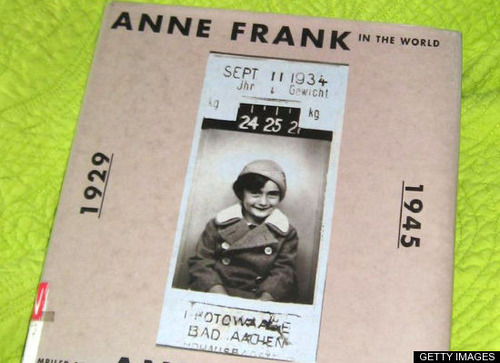 ANNE FRANK IN THE WORLD
SEPT 11 1934
Jhr Gewicht
kg kg
24 25
1929
1945
BAD AACHEN
GETTY IMAGES